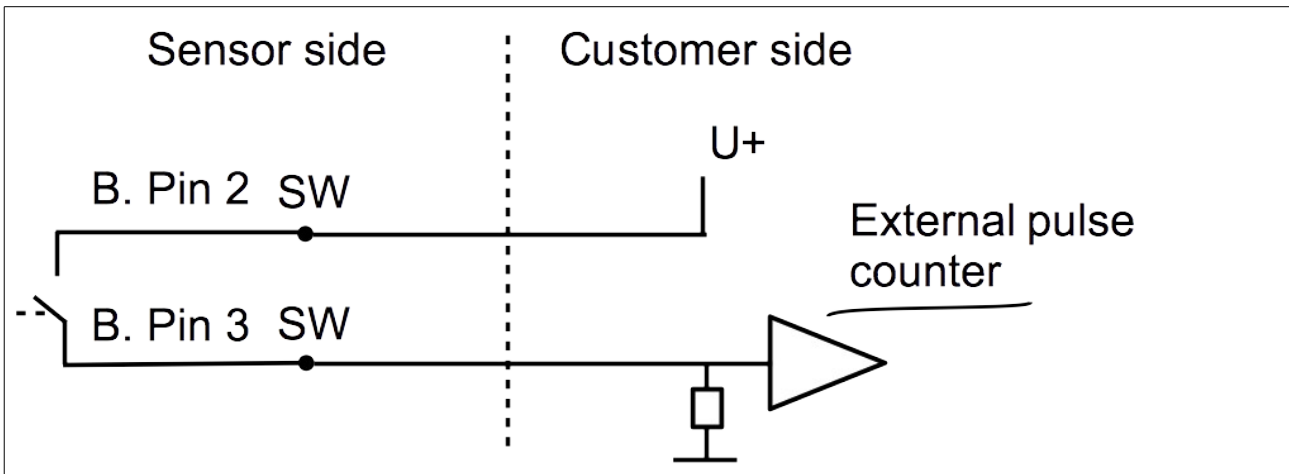 Sensor side
Customer side
U+
B. Pin 2 SW
External pulse
counter
B. Pin 3 SW